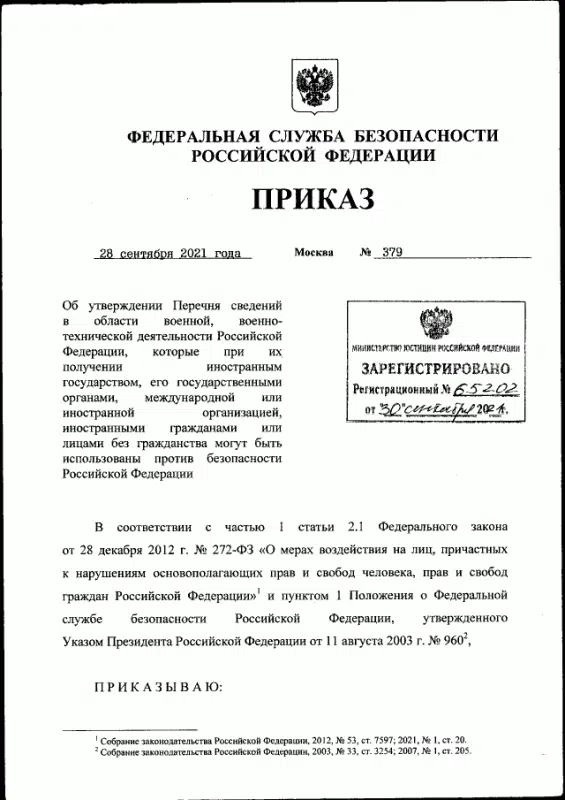 ФЕДЕРАЛЬНАЯ СЛУЖБА БЕЗОПАСНОСТИ
РОССИЙСКОЙ ФЕДЕРАЦИИ
ПРИКАЗ
28 сентября 2021 года Москва № 379
Об утверждении Перечня сведений
в области военной, военно-
технической деятельности Российской
Федерации, которые при их
получении иностранным
государством, его государственными
органами, международной или
иностранной организацией,
иностранными гражданами или
лицами без гражданства могут быть
использованы против безопасности
Российской Федерации
МИНИСТЕРСТВО ЮСТИЦИИ РОССИЙСКОЙ ФЕДЕРАЦИИ
ЗАРЕГИСТРИРОВАНО
Регистрационный № 65202
от "30" сентября 2021.
В соответствии с частью 1 статьи 2.1 Федерального закона
от 28 декабря 2012 г. № 272-ФЗ «О мерах воздействия на лиц, причастных
к нарушениям основополагающих прав и свобод человека, прав и свобод
граждан Российской Федерации»¹ и пунктом 1 Положения о Федеральной
службе безопасности Российской Федерации, утвержденного
Указом Президента Российской Федерации от 11 августа 2003 г. № 960²,
ПРИКАЗЫВАЮ:
¹ Собрание законодательства Российской Федерации, 2012, № 53, ст. 7597; 2021, № 1, ст. 20.
² Собрание законодательства Российской Федерации, 2003, № 33, ст. 3254; 2007, № 1, ст. 205.